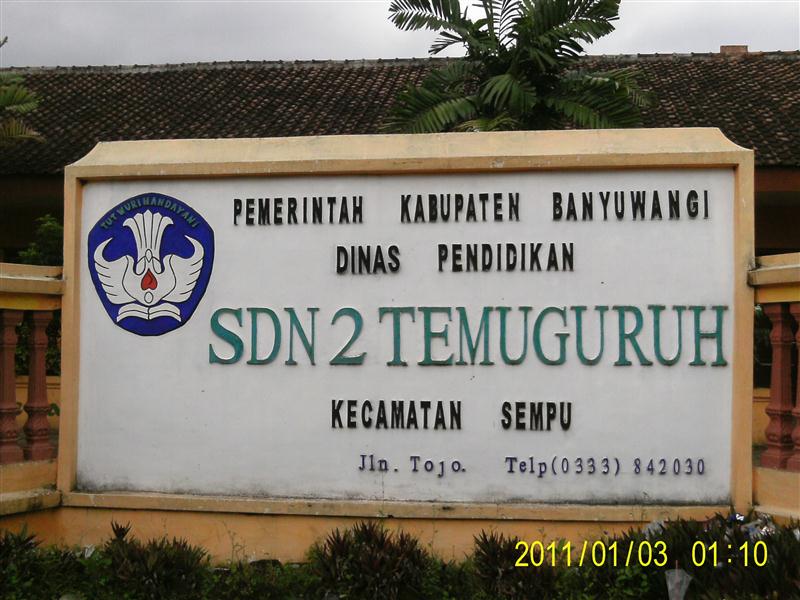 TUT WURI HANDAYANI
PEMERINTAH KABUPATEN BANYUWANGI
DINAS PENDIDIKAN
SDN 2 TEMUGURUH
KECAMATAN SEMPU
Jln. Tojo. Telp(0333) 842030
2011/01/03 01:10